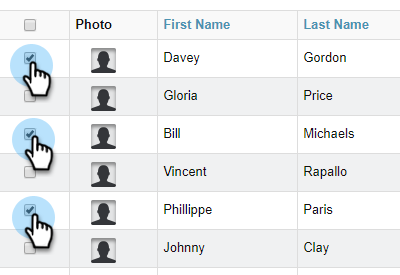 Photo First Name Last Name
Davey Gordon
Gloria Price
Bill Michaels
Vincent Rapallo
Phillippe Paris
Johnny Clay